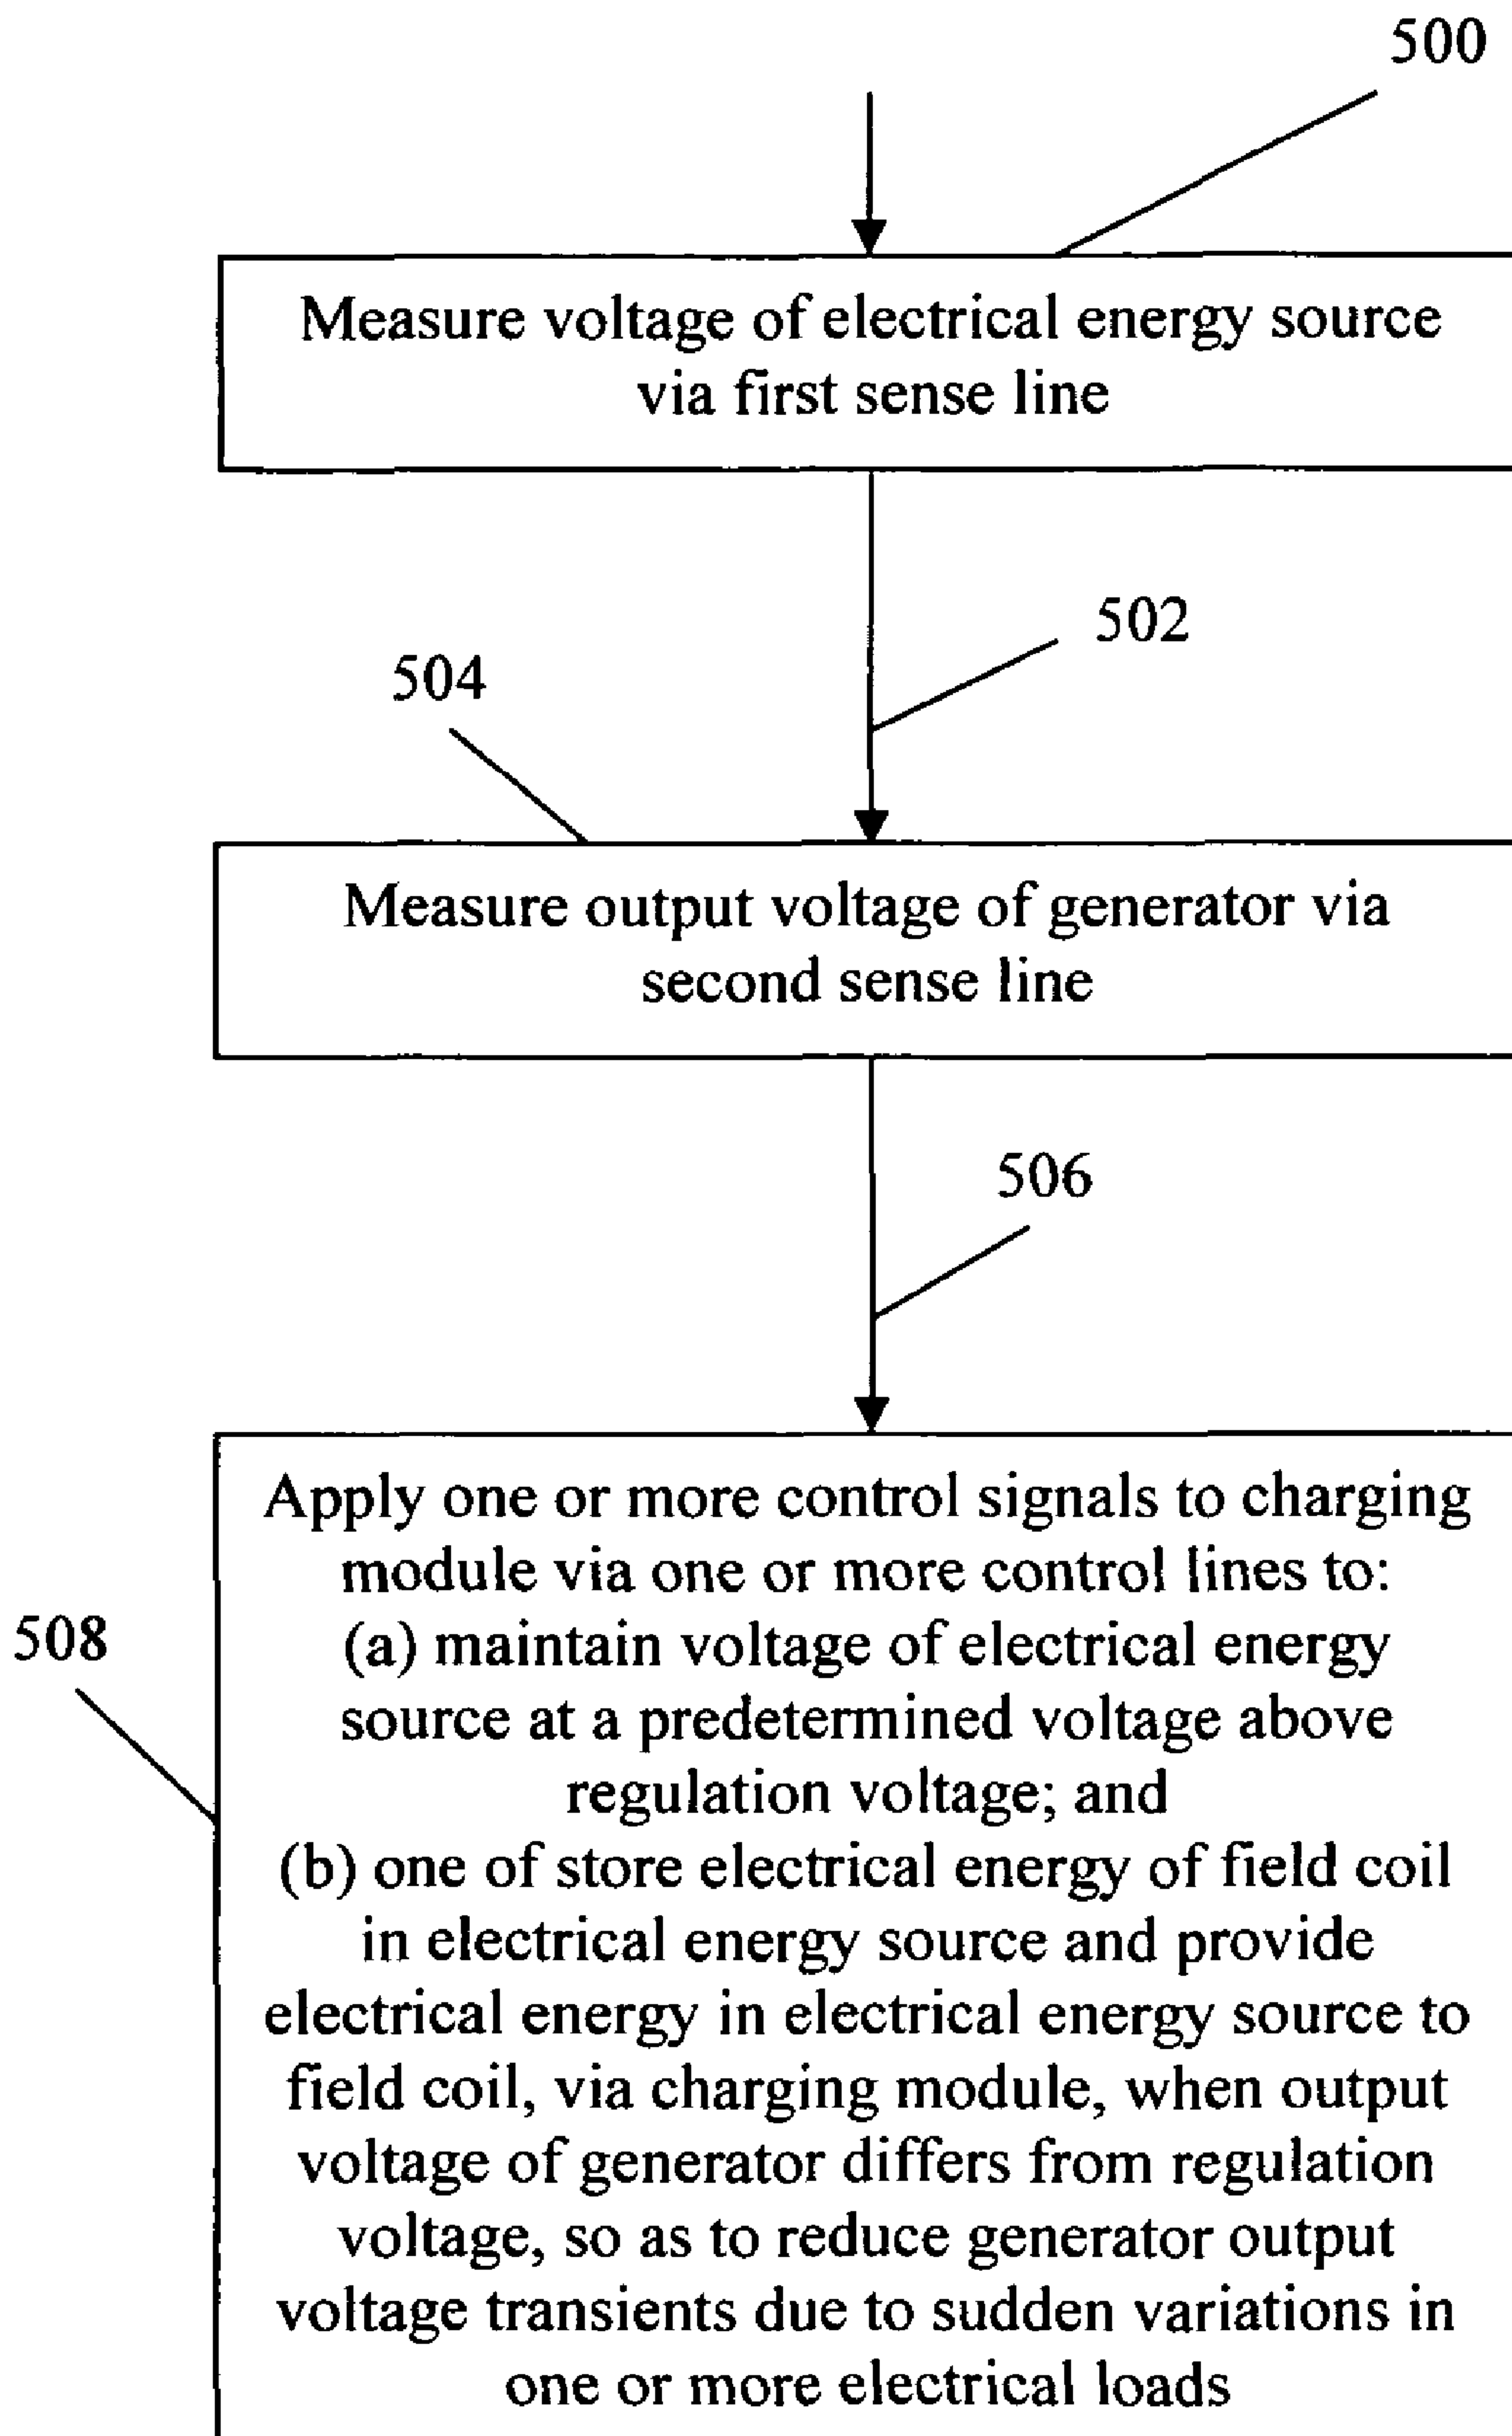 500
Measure voltage of electrical energy source
via first sense line
502
504
Measure output voltage of generator via
second sense line
506
Apply one or more control signals to charging
module via one or more control lines to:
(a) maintain voltage of electrical energy
source at a predetermined voltage above
regulation voltage; and
(b) one of store electrical energy of field coil
in electrical energy source and provide
electrical energy in electrical energy source to
field coil, via charging module, when output
voltage of generator differs from regulation
voltage, so as to reduce generator output
voltage transients due to sudden variations in
one or more electrical loads
508